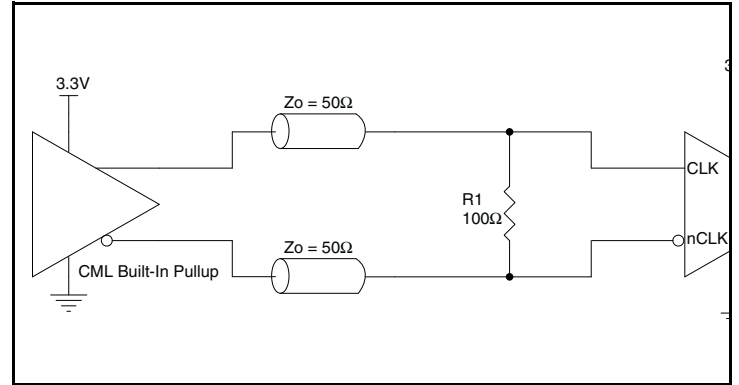 3.3V
Zo = 50Ω
CLK
R1
100Ω
nCLK
Zo = 50Ω
CML Built-In Pullup